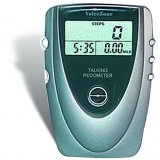 VoiceZone
STEPS
0
5:35 0.00
TALKING
PEDOMETER